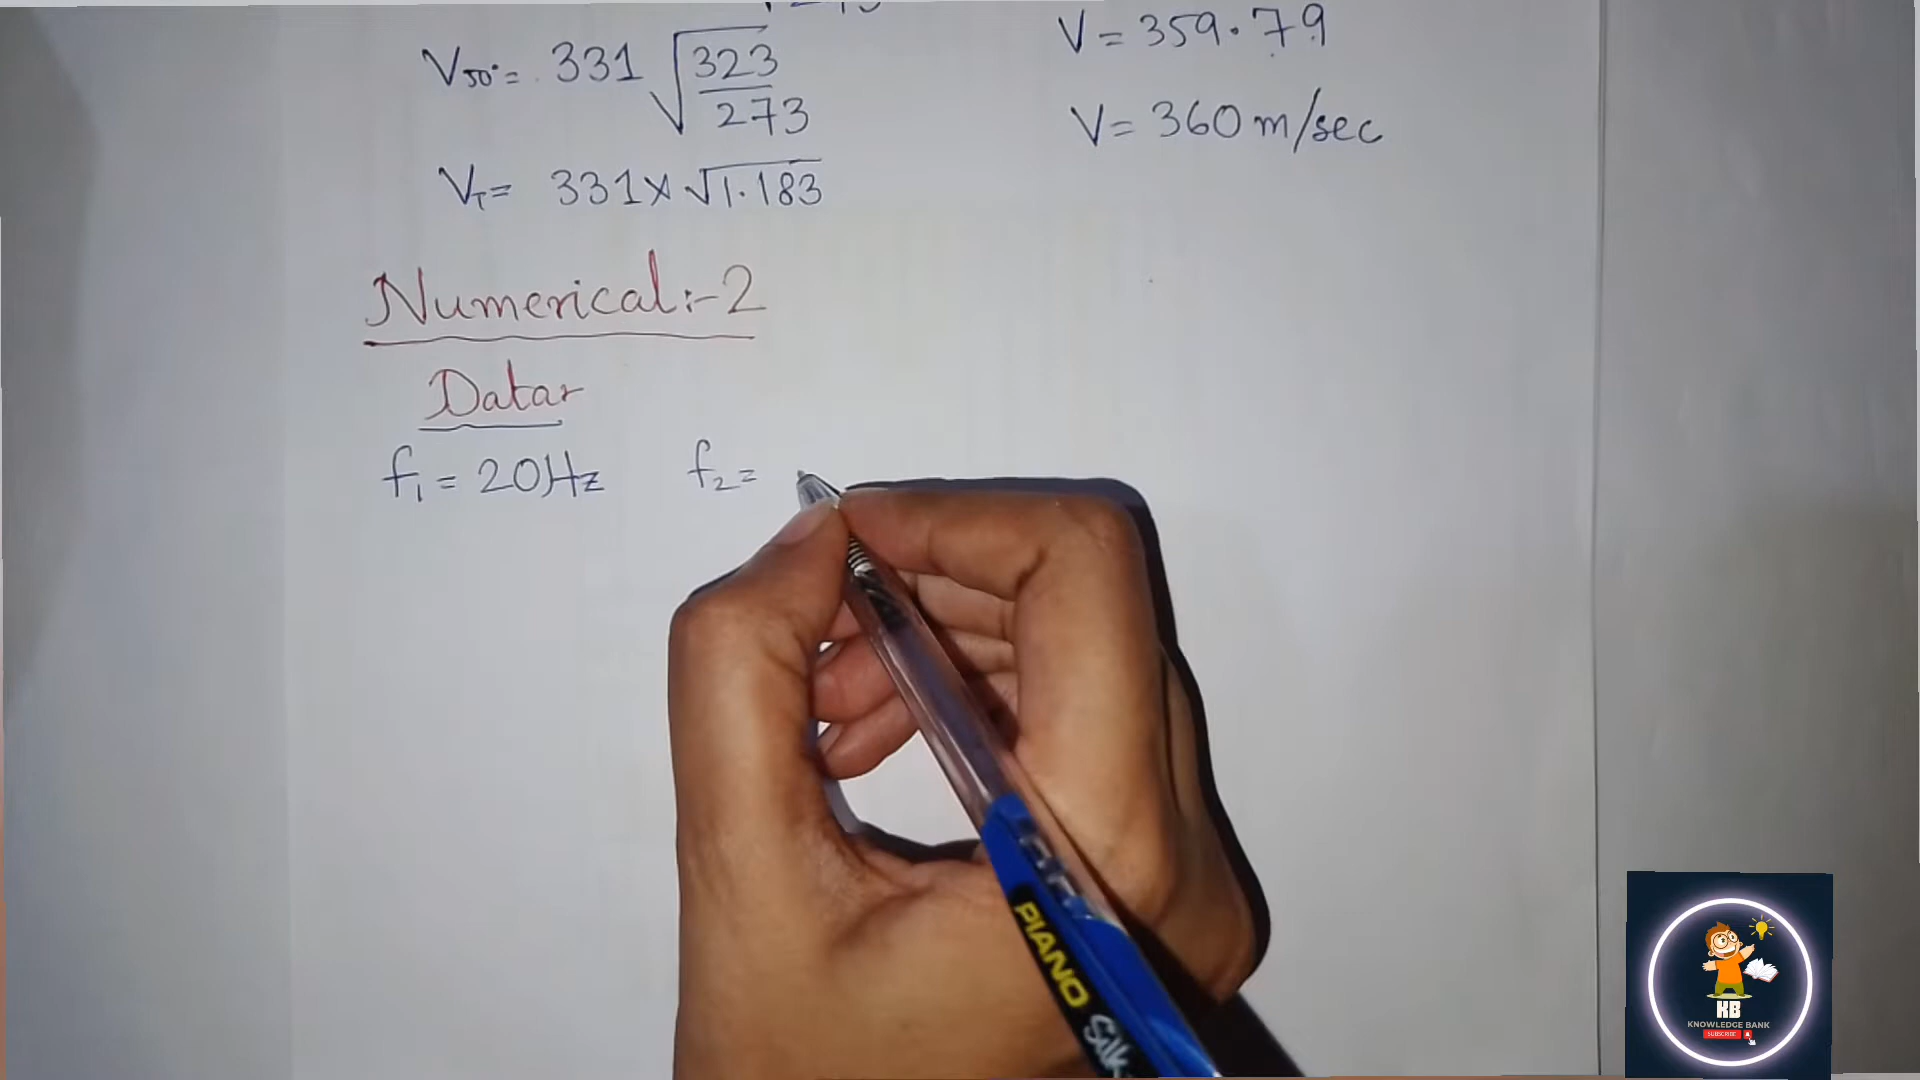 V50° = 331 √323/273
V = 359.79
V = 360 m/sec
VT = 331 × √1.183
Numerical:-2
Data
f1 = 20Hz f2 =
PIANO
KB
KNOWLEDGE BANK
SUBSCRIBE